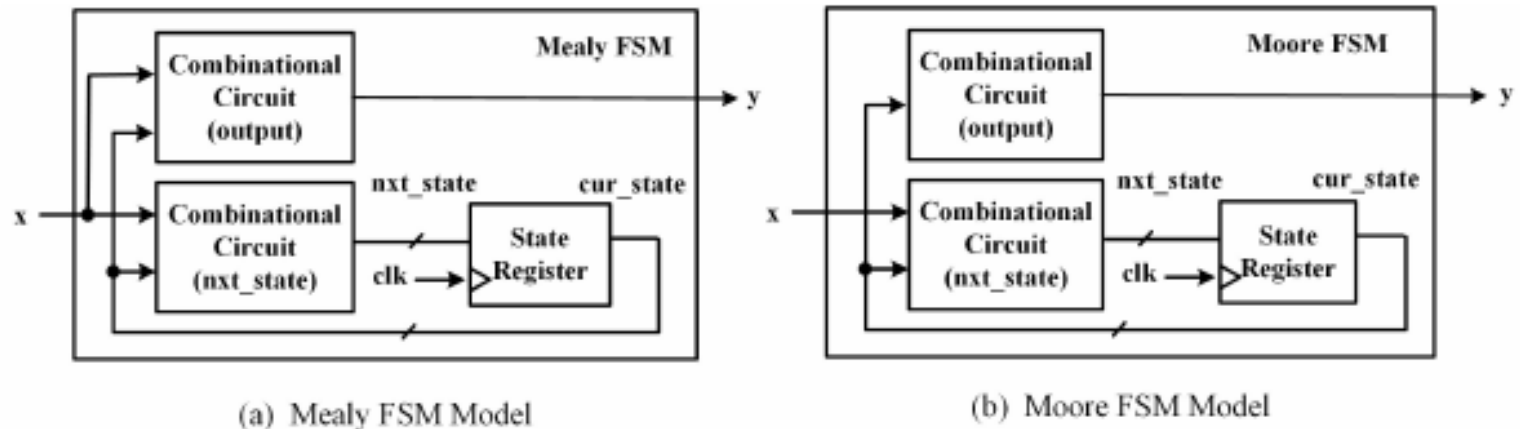 Mealy FSM
Combinational
Circuit
(output)
y
nxt_state
cur_state
x
Combinational
Circuit
(nxt_state)
State
Register
clk
(a) Mealy FSM Model
Moore FSM
Combinational
Circuit
(output)
y
nxt_state
cur_state
x
Combinational
Circuit
(nxt_state)
State
Register
clk
(b) Moore FSM Model